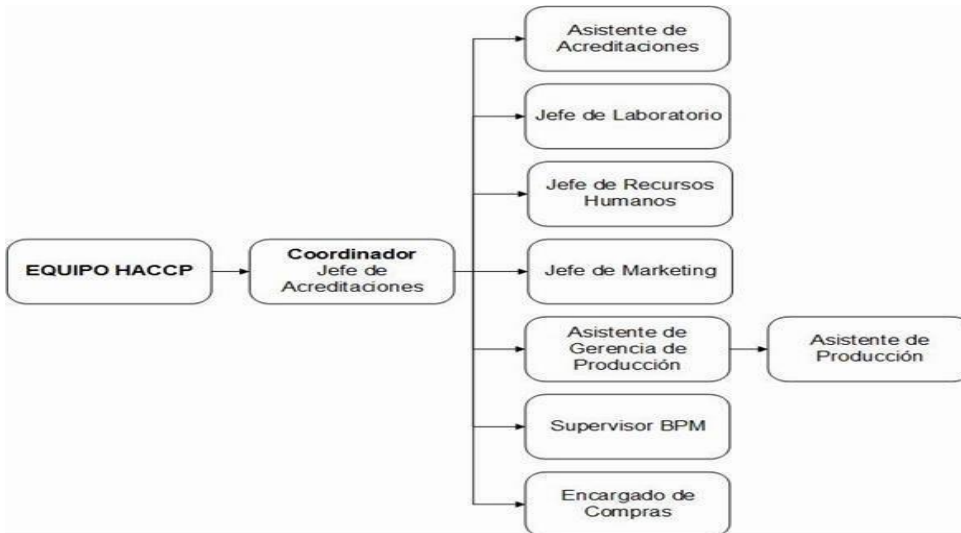 Asistente de
Acreditaciones
Jefe de Laboratorio
Jefe de Recursos
Humanos
EQUIPO HACCP
Coordinador
Jefe de
Acreditaciones
Jefe de Marketing
Asistente de
Gerencia de
Producción
Asistente de
Producción
Supervisor BPM
Encargado de
Compras